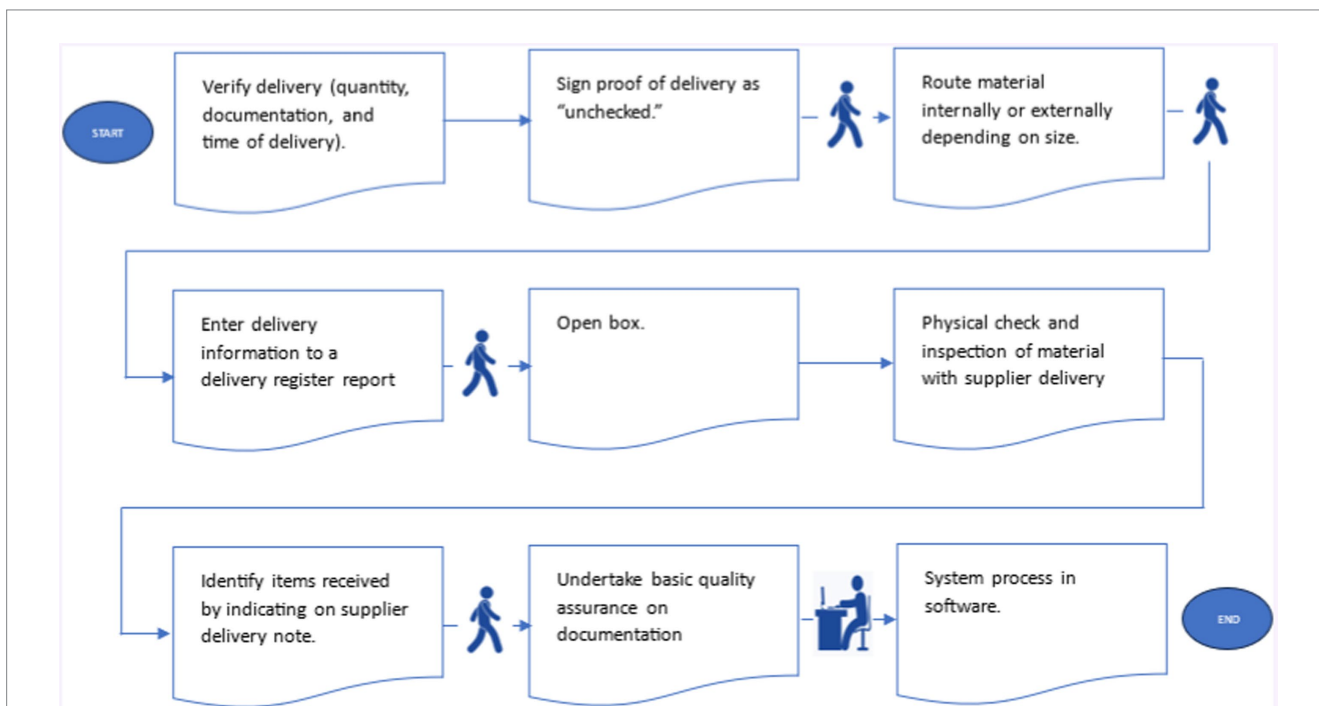 START
Verify delivery (quantity,
documentation, and
time of delivery).
Sign proof of delivery as
“unchecked.”
Route material
internally or externally
depending on size.
Enter delivery
information to a
delivery register report
Open box.
Physical check and
inspection of material
with supplier delivery
Identify items received
by indicating on supplier
delivery note.
Undertake basic quality
assurance on
documentation
System process in
software.
END